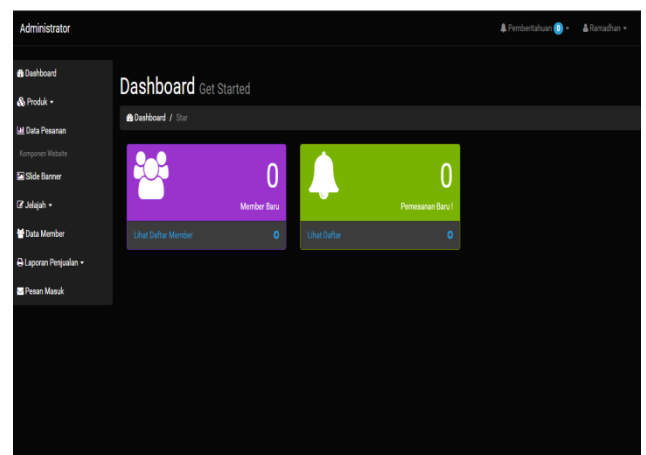 Administrator
Pemberitahuan 0
Ramadhan
Dashboard
Produk
Data Pesanan
Komponen Website
Slide Banner
Jelajah
Data Member
Laporan Penjualan
Pesan Masuk
Dashboard Get Started
Dashboard / Star
0
Member Baru
Lihat Daftar Member
0
Pemesanan Baru !
Lihat Daftar